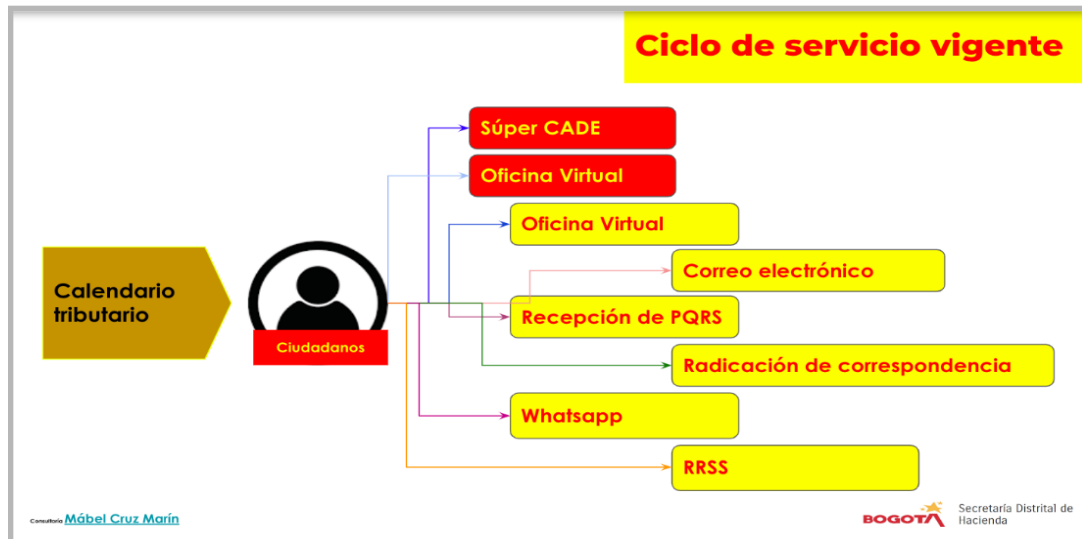 Ciclo de servicio vigente
Súper CADE
Oficina Virtual
Oficina Virtual
Correo electrónico
Calendario
tributario
Recepción de PQRS
Ciudadanos
Radicación de correspondencia
Whatsapp
RRSS
Consultoría Mábel Cruz Marín
BOGOTÁ
Secretaría Distrital de
Hacienda